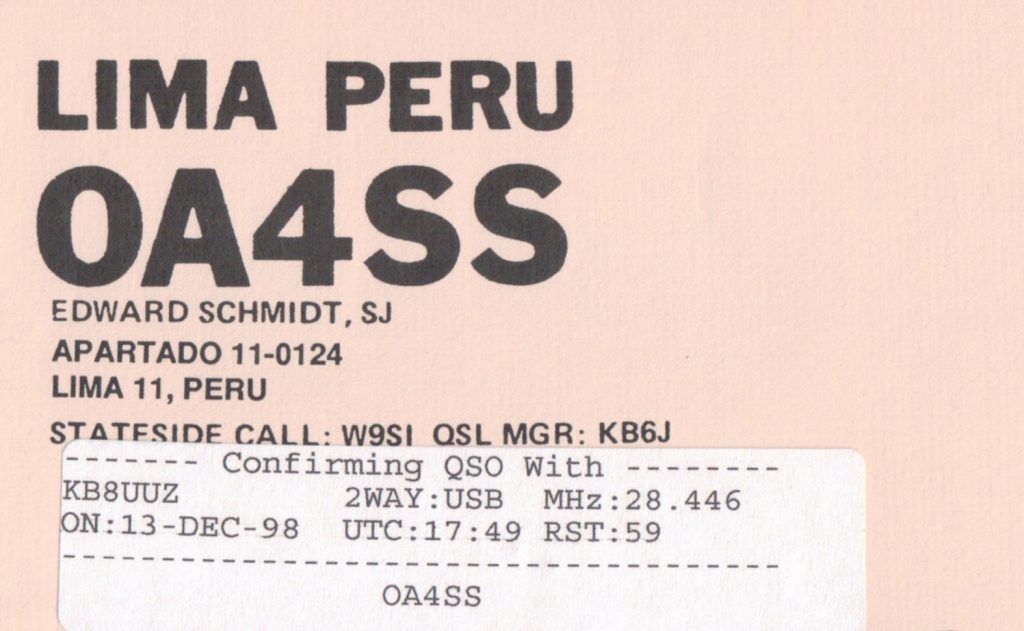 LIMA PERU
OA4SS
EDWARD SCHMIDT, SJ
APARTADO 11-0124
LIMA 11, PERU
STATESIDE CALL: W9SI QSL MGR: KB6J
------- Confirming QSO With --------
KB8UUZ 2WAY:USB MHz:28.446
ON:13-DEC-98 UTC:17:49 RST:59
------------------------------------
OA4SS